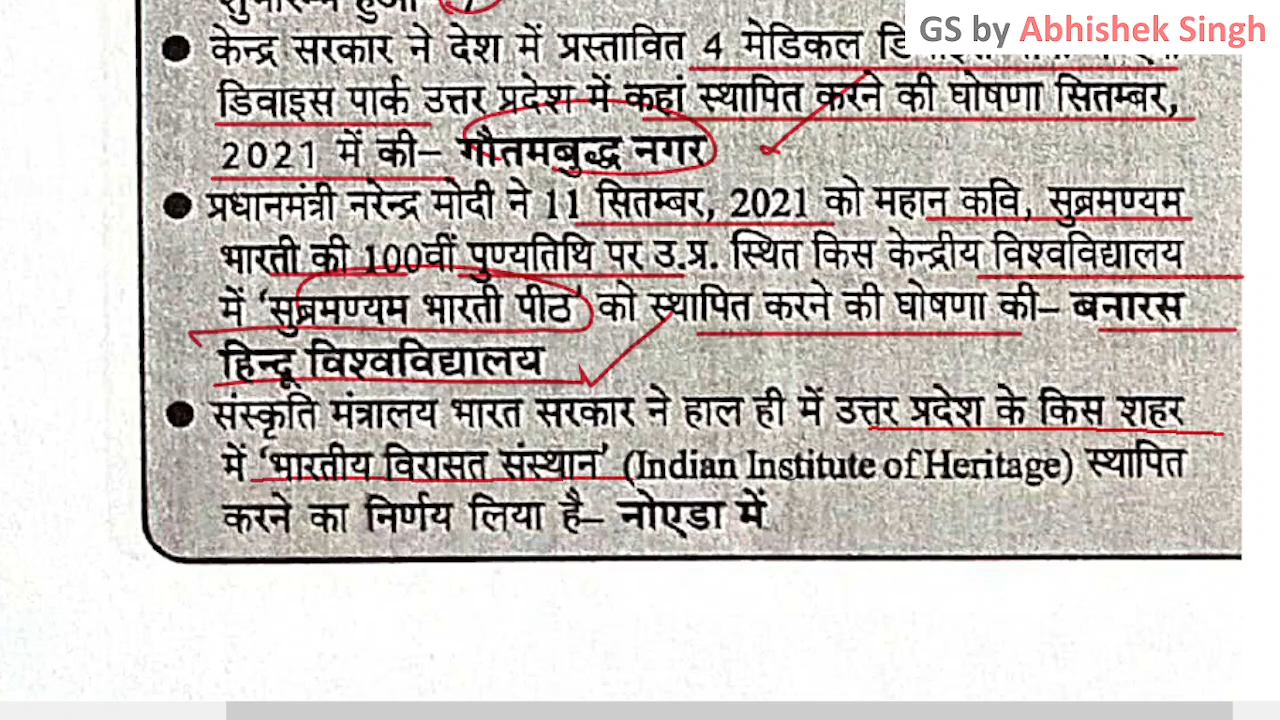 GS by Abhishek Singh
केन्द्र सरकार ने देश में प्रस्तावित 4 मेडिकल
डिवाइस पार्क उत्तर प्रदेश में कहां स्थापित करने की घोषणा सितम्बर,
2021 में की– गौतमबुद्ध नगर
प्रधानमंत्री नरेन्द्र मोदी ने 11 सितम्बर, 2021 को महान कवि, सुब्रमण्यम
भारती की 100वीं पुण्यतिथि पर उ.प्र. स्थित किस केन्द्रीय विश्वविद्यालय
में ‘सुब्रमण्यम भारती पीठ’ को स्थापित करने की घोषणा की– बनारस
हिन्दू विश्वविद्यालय
संस्कृति मंत्रालय भारत सरकार ने हाल ही में उत्तर प्रदेश के किस शहर
में ‘भारतीय विरासत संस्थान’ (Indian Institute of Heritage) स्थापित
करने का निर्णय लिया है– नोएडा में